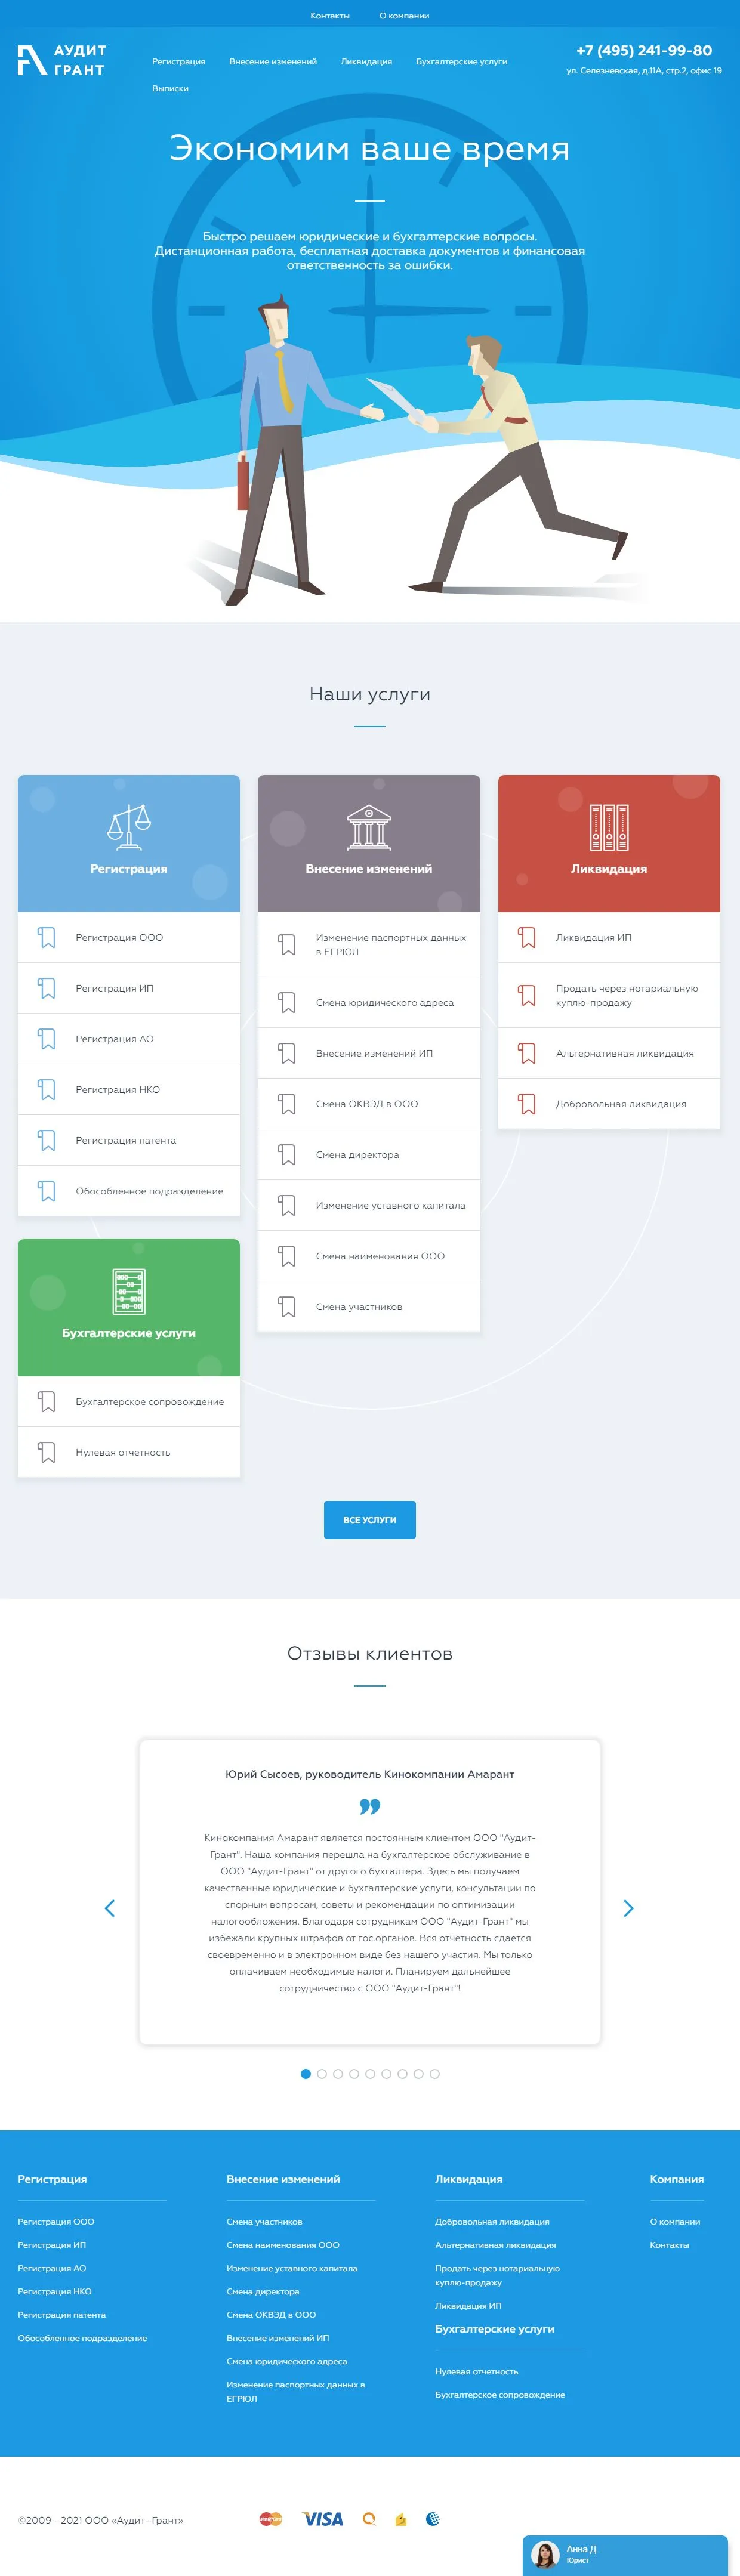 Контакты
О компании
АУДИТ
ГРАНТ
Регистрация
Внесение изменений
Ликвидация
Бухгалтерские услуги
Выписки
+7 (495) 241-99-80
ул. Селезневская, д.11А, стр.2, офис 19
Экономим ваше время
Быстро решаем юридические и бухгалтерские вопросы.
Дистанционная работа, бесплатная доставка документов и финансовая
ответственность за ошибки.
Наши услуги
Регистрация
Регистрация ООО
Регистрация ИП
Регистрация АО
Регистрация НКО
Регистрация патента
Обособленное подразделение
Внесение изменений
Изменение паспортных данных
в ЕГРЮЛ
Смена юридического адреса
Внесение изменений ИП
Смена ОКВЭД в ООО
Смена директора
Изменение уставного капитала
Смена наименования ООО
Смена участников
Ликвидация
Ликвидация ИП
Продать через нотариальную
куплю-продажу
Альтернативная ликвидация
Добровольная ликвидация
Бухгалтерские услуги
Бухгалтерское сопровождение
Нулевая отчетность
ВСЕ УСЛУГИ
Отзывы клиентов
Юрий Сысоев, руководитель Кинокомпании Амарант
Кинокомпания Амарант является постоянным клиентом ООО "Аудит-
Грант". Наша компания перешла на бухгалтерское обслуживание в
ООО "Аудит-Грант" от другого бухгалтера. Здесь мы получаем
качественные юридические и бухгалтерские услуги, консультации по
спорным вопросам, советы и рекомендации по оптимизации
налогообложения. Благодаря сотрудникам ООО "Аудит-Грант" мы
избежали крупных штрафов от гос.органов. Вся отчетность сдается
своевременно и в электронном виде без нашего участия. Мы только
оплачиваем необходимые налоги. Планируем дальнейшее
сотрудничество с ООО "Аудит-Грант"!
Регистрация
Регистрация ООО
Регистрация ИП
Регистрация АО
Регистрация НКО
Регистрация патента
Обособленное подразделение
Внесение изменений
Смена участников
Смена наименования ООО
Изменение уставного капитала
Смена директора
Смена ОКВЭД в ООО
Внесение изменений ИП
Смена юридического адреса
Изменение паспортных данных в
ЕГРЮЛ
Ликвидация
Добровольная ликвидация
Альтернативная ликвидация
Продать через нотариальную
куплю-продажу
Ликвидация ИП
Бухгалтерские услуги
Нулевая отчетность
Бухгалтерское сопровождение
Компания
О компании
Контакты
©2009 - 2021 ООО «Аудит–Грант»
MasterCard
VISA
Анна Д.
Юрист